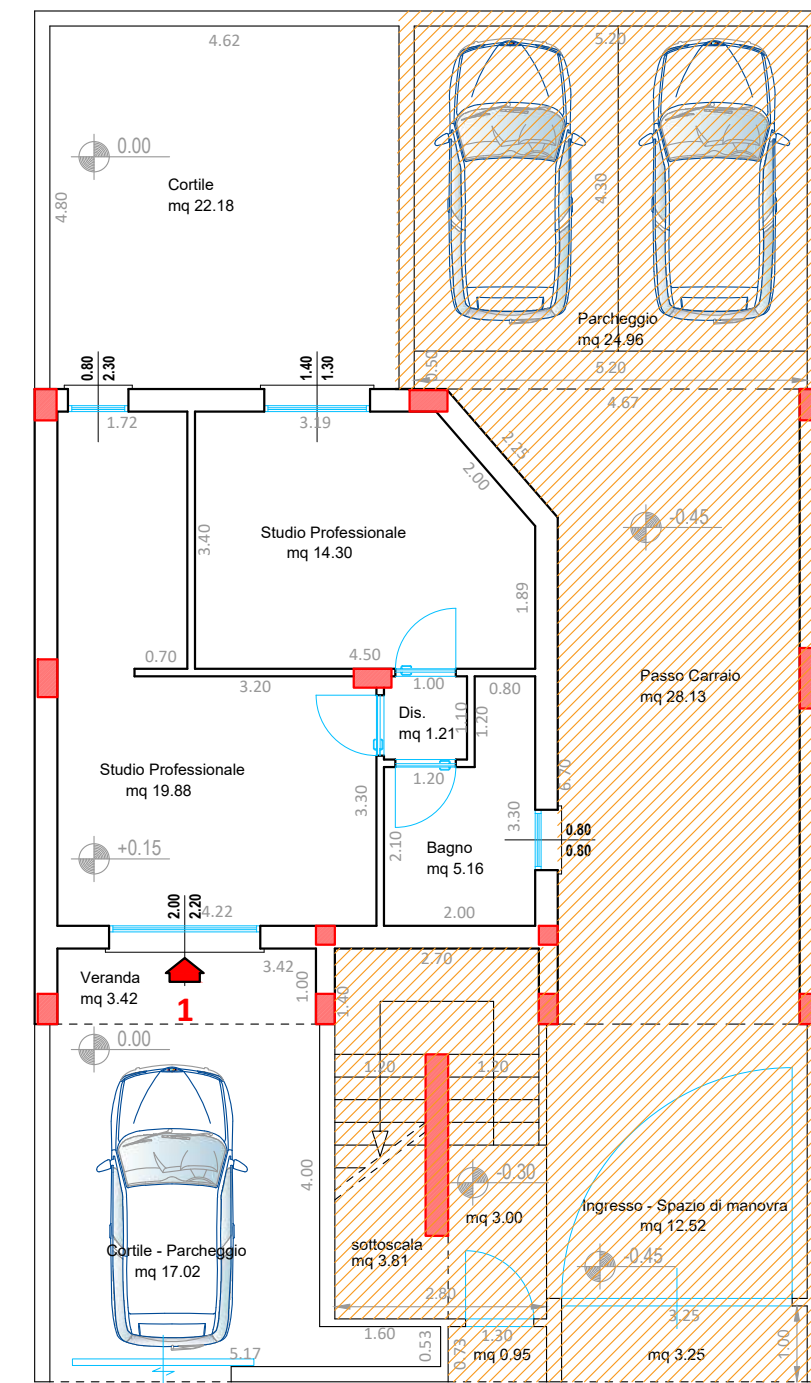 4.62
5.20
0.00
Cortile
mq 22.18
4.80
4.30
Parcheggio
mq 24.96
0.80
2.30
1.40
1.30
0.50
5.20
4.67
1.72
3.19
2.25
2.00
-0.45
3.40
Studio Professionale
mq 14.30
1.89
0.70
4.50
3.20
1.00
0.80
Passo Carraio
mq 28.13
Dis.
mq 1.21
1.10
1.20
Studio Professionale
mq 19.88
1.20
6.70
3.30
3.30
2.10
0.80
0.80
+0.15
Bagno
mq 5.16
2.00
2.20
4.22
2.00
2.70
3.42
Veranda
mq 3.42
1.00
1.40
1
0.00
1.20
1.20
4.00
-0.30
mq 3.00
Ingresso - Spazio di manovra
mq 12.52
sottoscala
mq 3.81
Cortile - Parcheggio
mq 17.02
-0.45
2.80
3.25
1.60
0.53
0.73
1.30
mq 0.95
mq 3.25
1.00
5.17